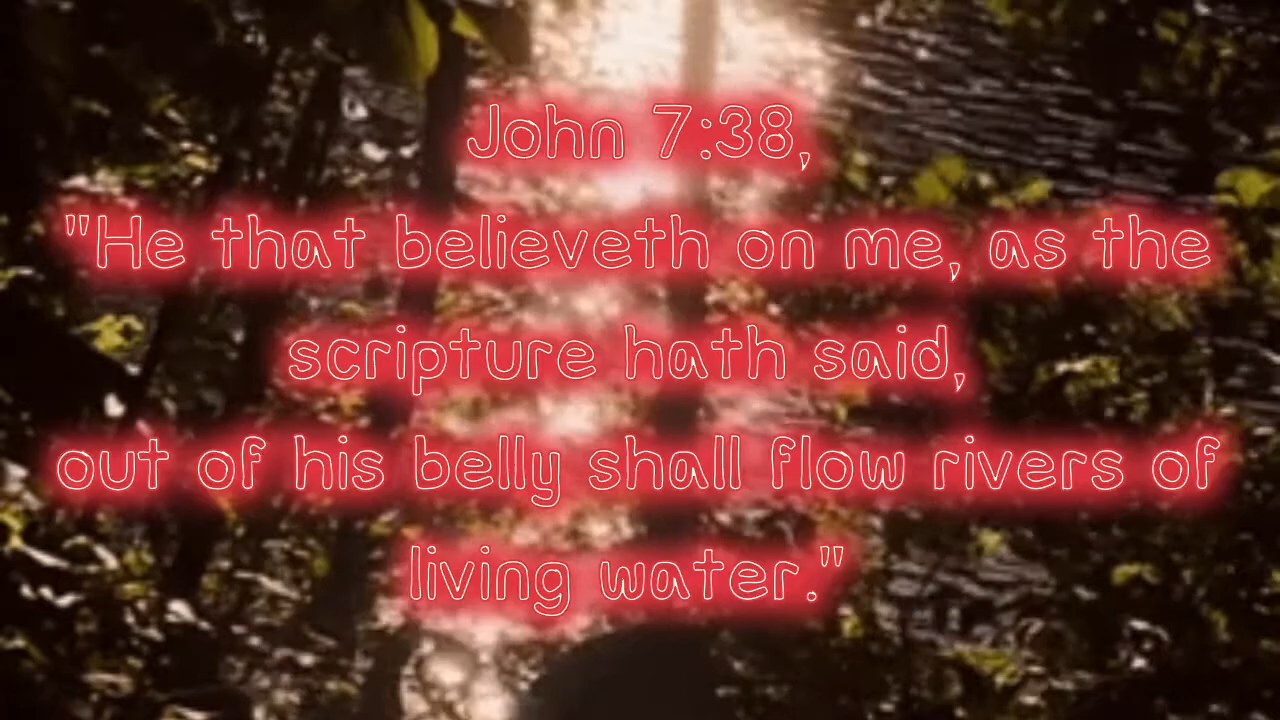 John 7:38,
"He that believeth on me, as the
scripture hath said,
out of his belly shall flow rivers of
living water."